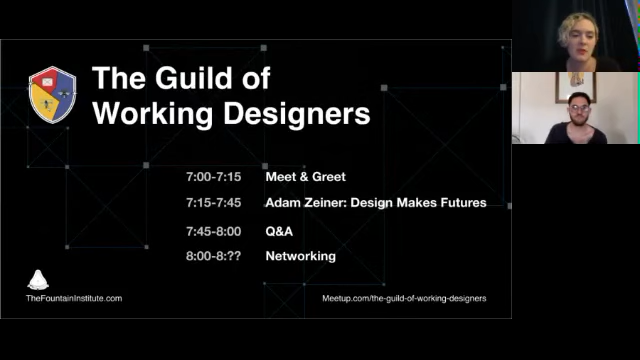 The Guild of
Working Designers
7:00-7:15 Meet & Greet
7:15-7:45 Adam Zeiner: Design Makes Futures
7:45-8:00 Q&A
8:00-8:?? Networking
TheFountainInstitute.com
Meetup.com/the-guild-of-working-designers